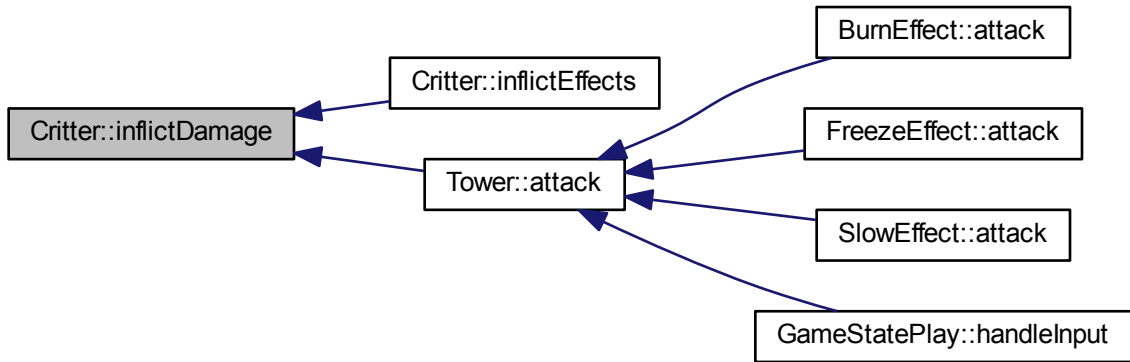 BurnEffect::attack
Critter::inflictEffects
Critter::inflictDamage
FreezeEffect::attack
Tower::attack
SlowEffect::attack
GameStatePlay::handleInput